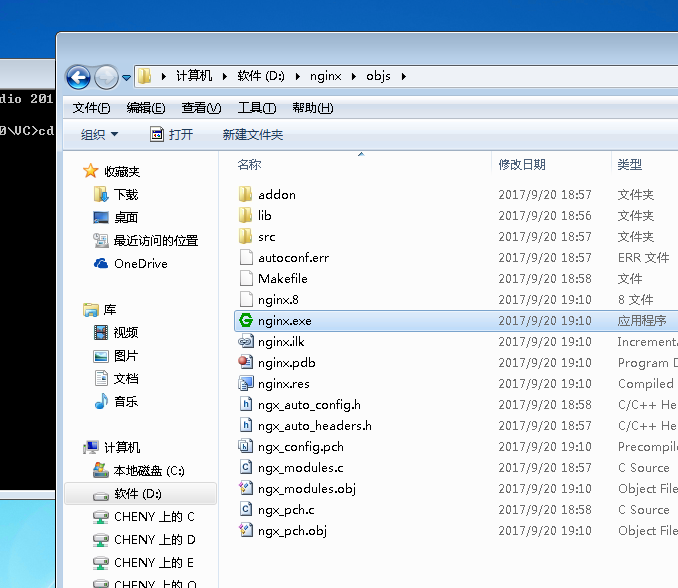 dio 201
0\VC>cd
计算机 软件 (D:) nginx objs
文件(F) 编辑(E) 查看(V) 工具(T) 帮助(H)
组织 打开 新建文件夹
收藏夹
下载
桌面
最近访问的位置
OneDrive
库
视频
图片
文档
音乐
计算机
本地磁盘 (C:)
软件 (D:)
CHENY 上的 C
CHENY 上的 D
CHENY 上的 E
名称 修改日期 类型
addon 2017/9/20 18:57 文件夹
lib 2017/9/20 18:56 文件夹
src 2017/9/20 18:57 文件夹
autoconf.err 2017/9/20 18:57 ERR 文件
Makefile 2017/9/20 18:58 文件
nginx.8 2017/9/20 19:10 8 文件
nginx.exe 2017/9/20 19:10 应用程序
nginx.ilk 2017/9/20 19:10 Increment
nginx.pdb 2017/9/20 19:10 Program D
nginx.res 2017/9/20 19:10 Compiled
ngx_auto_config.h 2017/9/20 18:58 C/C++ He
ngx_auto_headers.h 2017/9/20 18:57 C/C++ He
ngx_config.pch 2017/9/20 19:10 Precompil
ngx_modules.c 2017/9/20 18:57 C Source
ngx_modules.obj 2017/9/20 19:10 Object File
ngx_pch.c 2017/9/20 18:58 C Source
ngx_pch.obj 2017/9/20 19:10 Object File